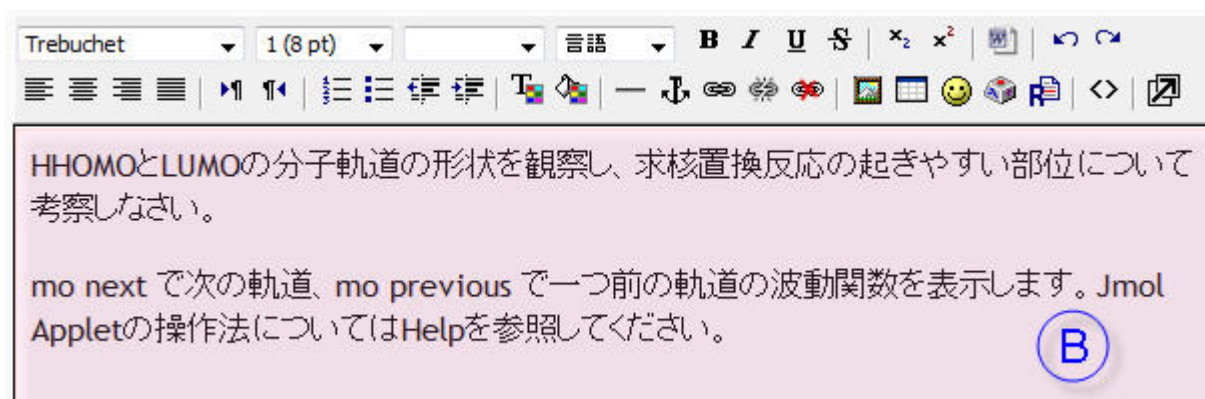 Trebuchet 1 (8 pt) 言語 B I U S x₂ x²
HHOMOとLUMOの分子軌道の形状を観察し、求核置換反応の起きやすい部位について
考察しなさい。
mo next で次の軌道、mo previous で一つ前の軌道の波動関数を表示します。Jmol
Appletの操作法についてはHelpを参照してください。
B